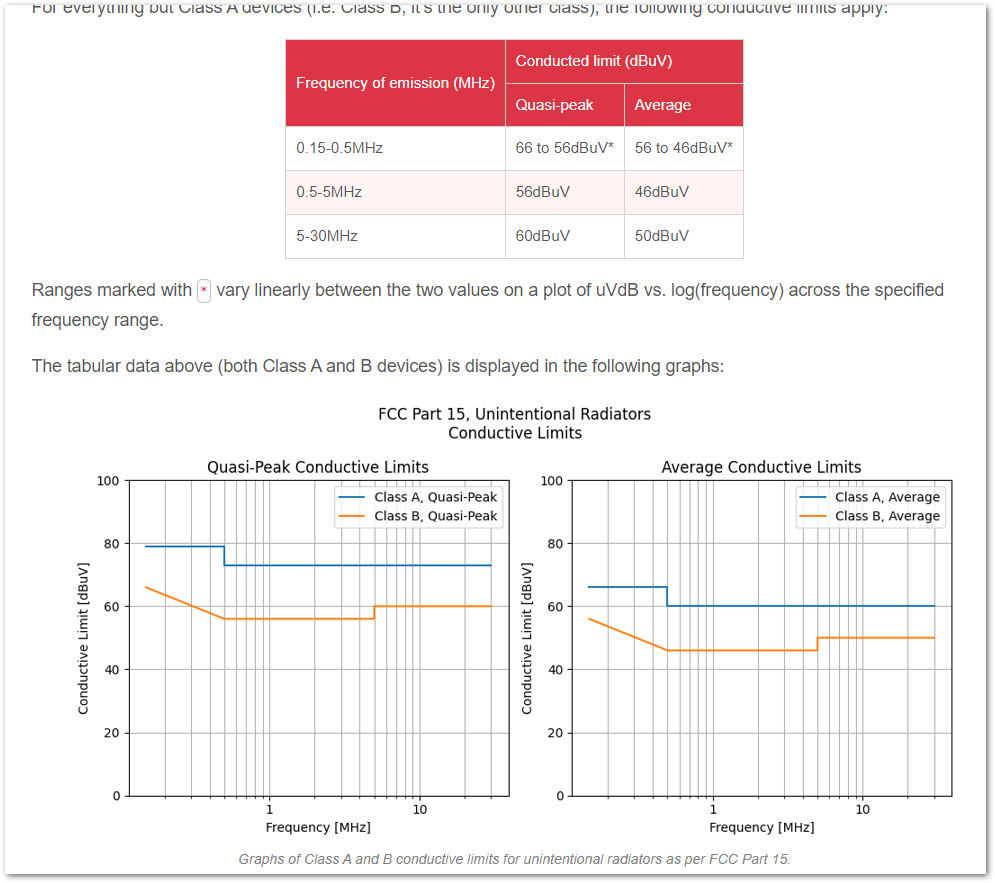 For everything but Class A devices (i.e. Class B, it's the only other class), the following conductive limits apply:
Frequency of emission (MHz)
Conducted limit (dBuV)
Quasi-peak
Average
0.15-0.5MHz
66 to 56dBuV*
56 to 46dBuV*
0.5-5MHz
56dBuV
46dBuV
5-30MHz
60dBuV
50dBuV
Ranges marked with * vary linearly between the two values on a plot of uVdB vs. log(frequency) across the specified
frequency range.
The tabular data above (both Class A and B devices) is displayed in the following graphs:
FCC Part 15, Unintentional Radiators
Conductive Limits
Quasi-Peak Conductive Limits
Class A, Quasi-Peak
Class B, Quasi-Peak
Conductive Limit [dBuV]
100
80
60
40
20
0
1
10
Frequency [MHz]
Average Conductive Limits
Class A, Average
Class B, Average
Conductive Limit [dBuV]
100
80
60
40
20
0
1
10
Frequency [MHz]
Graphs of Class A and B conductive limits for unintentional radiators as per FCC Part 15.